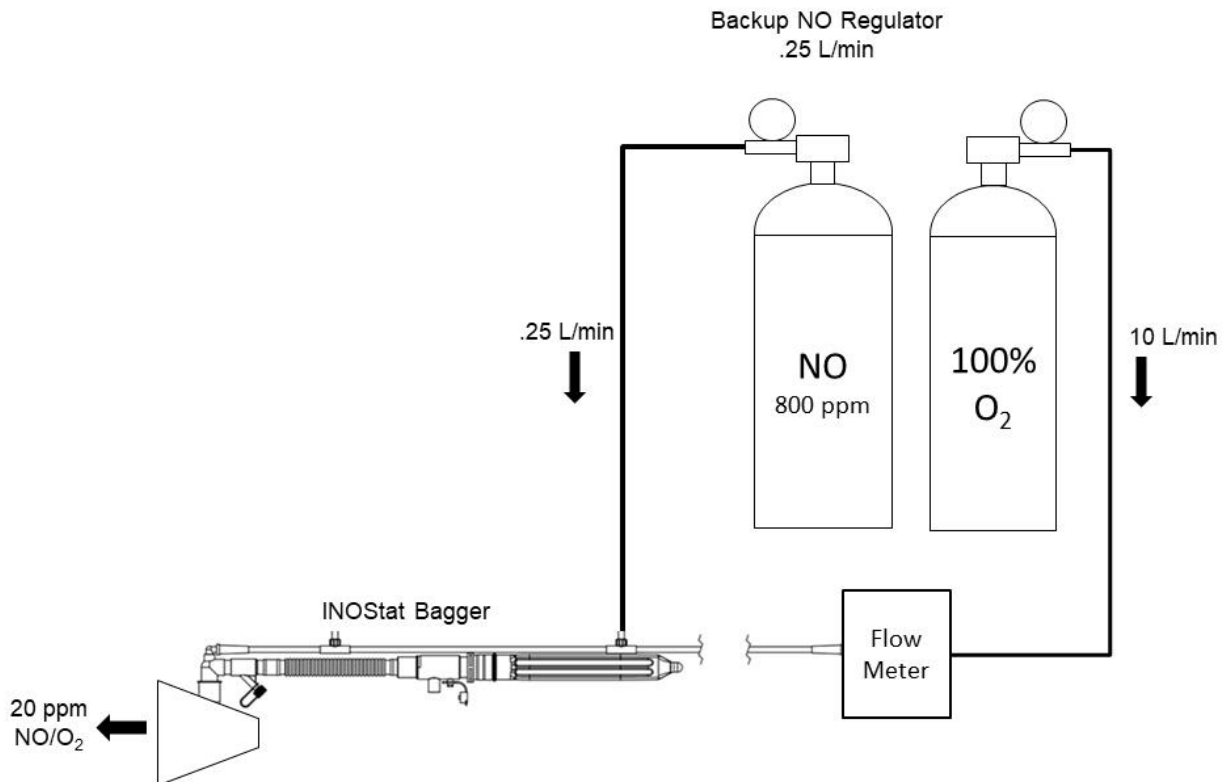 Backup NO Regulator
.25 L/min
.25 L/min
10 L/min
NO
800 ppm
100%
O₂
INOStat Bagger
Flow
Meter
20 ppm
NO/O₂